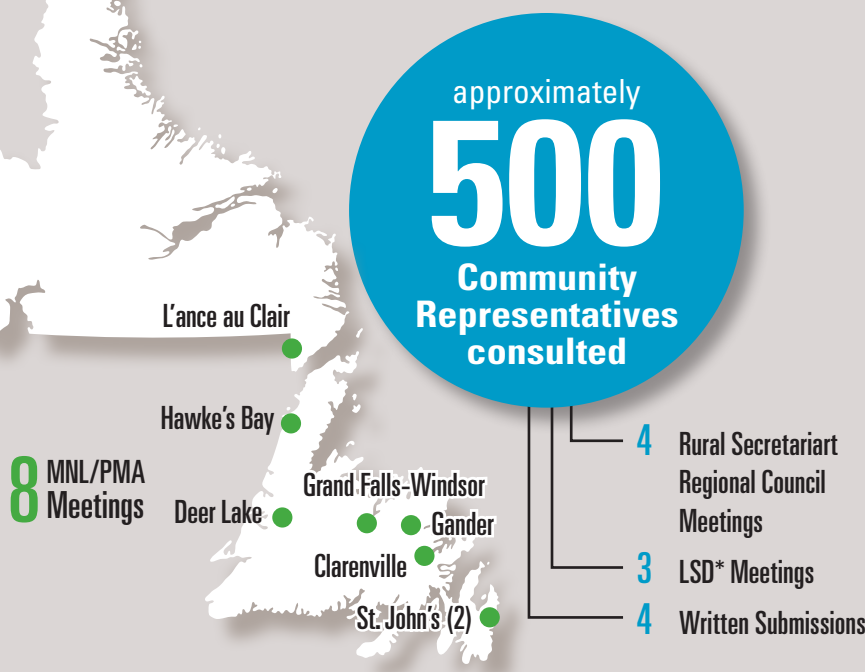 approximately
500
Community
Representatives
consulted
L'ance au Clair
Hawke's Bay
8 MNL/PMA
Meetings
Deer Lake
Grand Falls-Windsor
Gander
Clarenville
St. John's (2)
4 Rural Secretariart
Regional Council
Meetings
3 LSD* Meetings
4 Written Submissions